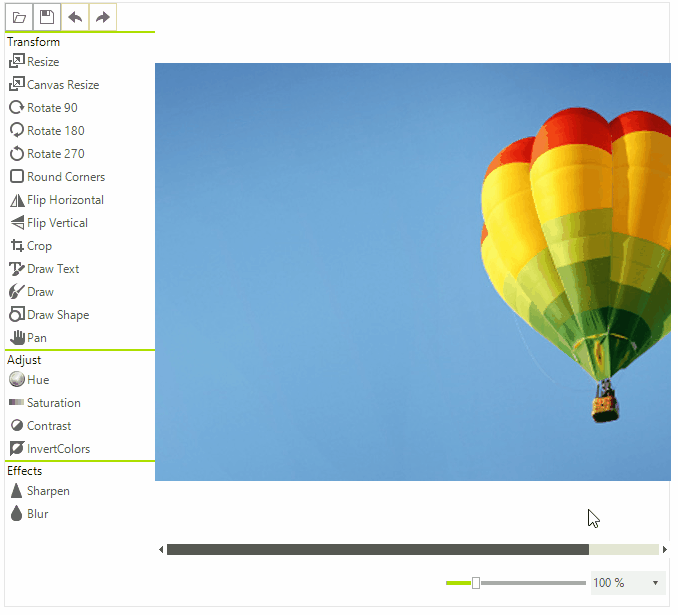 Transform
Resize
Canvas Resize
Rotate 90
Rotate 180
Rotate 270
Round Corners
Flip Horizontal
Flip Vertical
Crop
Draw Text
Draw
Draw Shape
Pan
Adjust
Hue
Saturation
Contrast
InvertColors
Effects
Sharpen
Blur
100 %